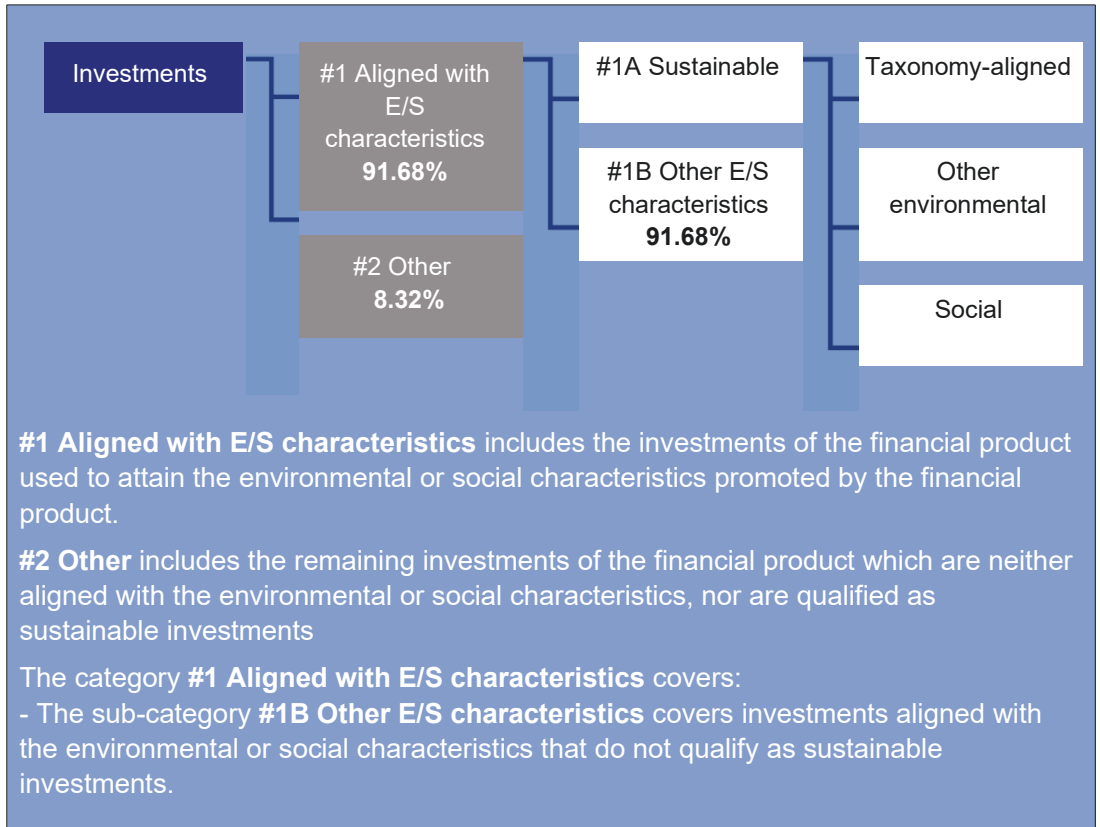 Investments
#1 Aligned with
E/S
characteristics
91.68%
#2 Other
8.32%
#1A Sustainable
#1B Other E/S
characteristics
91.68%
Taxonomy-aligned
Other
environmental
Social
#1 Aligned with E/S characteristics includes the investments of the financial product
used to attain the environmental or social characteristics promoted by the financial
product.
#2 Other includes the remaining investments of the financial product which are neither
aligned with the environmental or social characteristics, nor are qualified as
sustainable investments
The category #1 Aligned with E/S characteristics covers:
- The sub-category #1B Other E/S characteristics covers investments aligned with
the environmental or social characteristics that do not qualify as sustainable
investments.